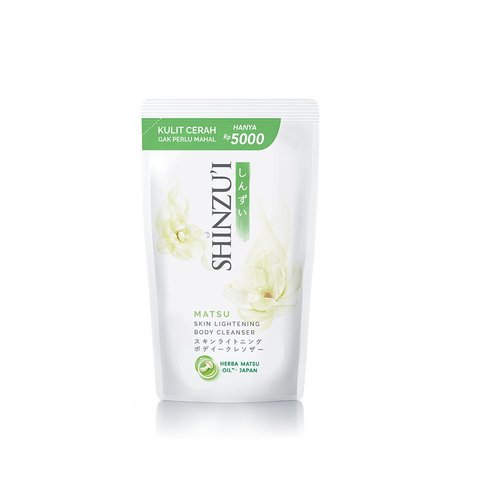 KULIT CERAH
GAK PERLU MAHAL
HANYA
Rp5000
SHINZU'I
しんずい
MATSU
SKIN LIGHTENING
BODY CLEANSER
スキンライトニング
ボデイークレンザー
HERBA MATSU
OIL™ - JAPAN